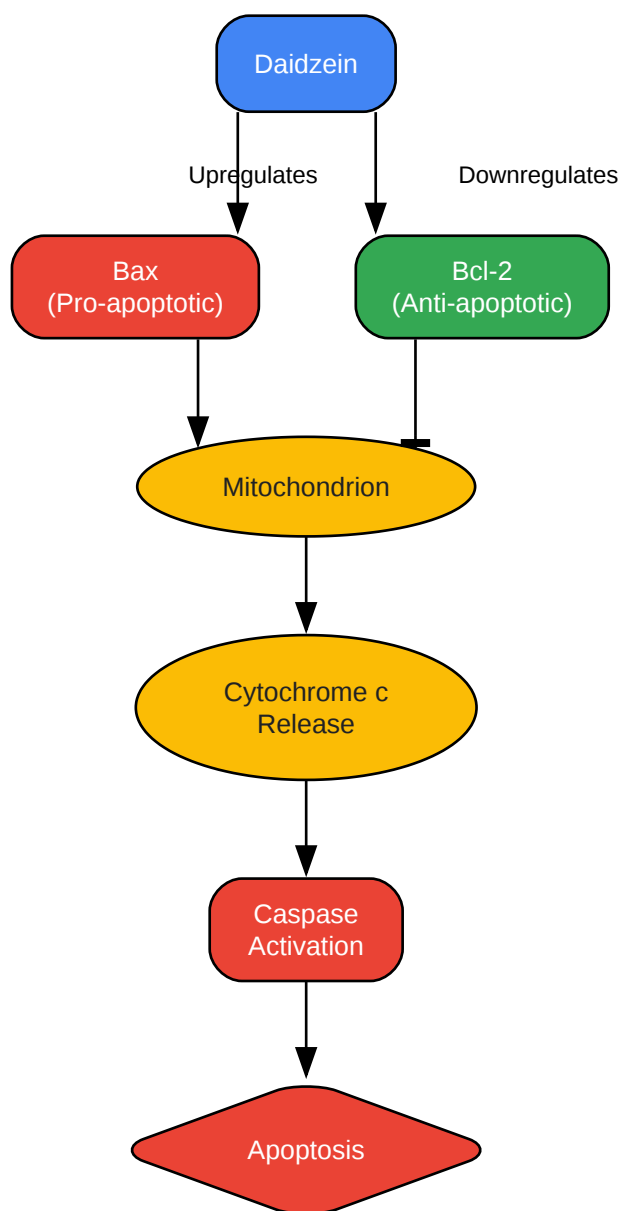 Daidzein
Upregulates
Downregulates
Bax
(Pro-apoptotic)
Bcl-2
(Anti-apoptotic)
Mitochondrion
Cytochrome c
Release
Caspase
Activation
Apoptosis